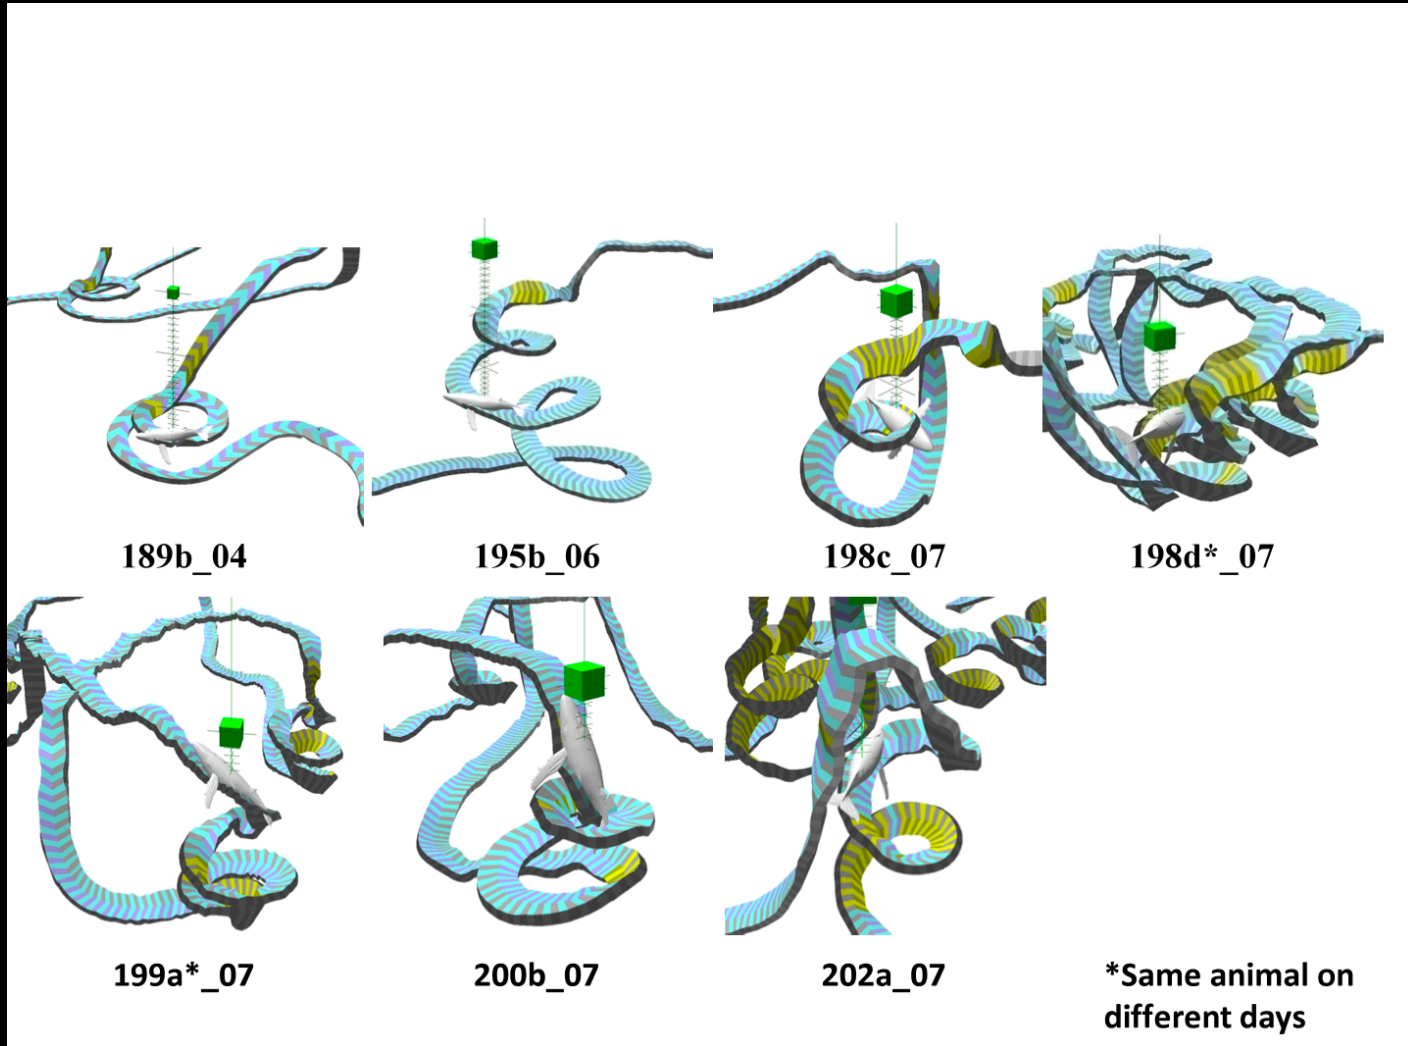 189b_04
195b_06
198c_07
198d*_07
199a*_07
200b_07
202a_07
*Same animal on
different days